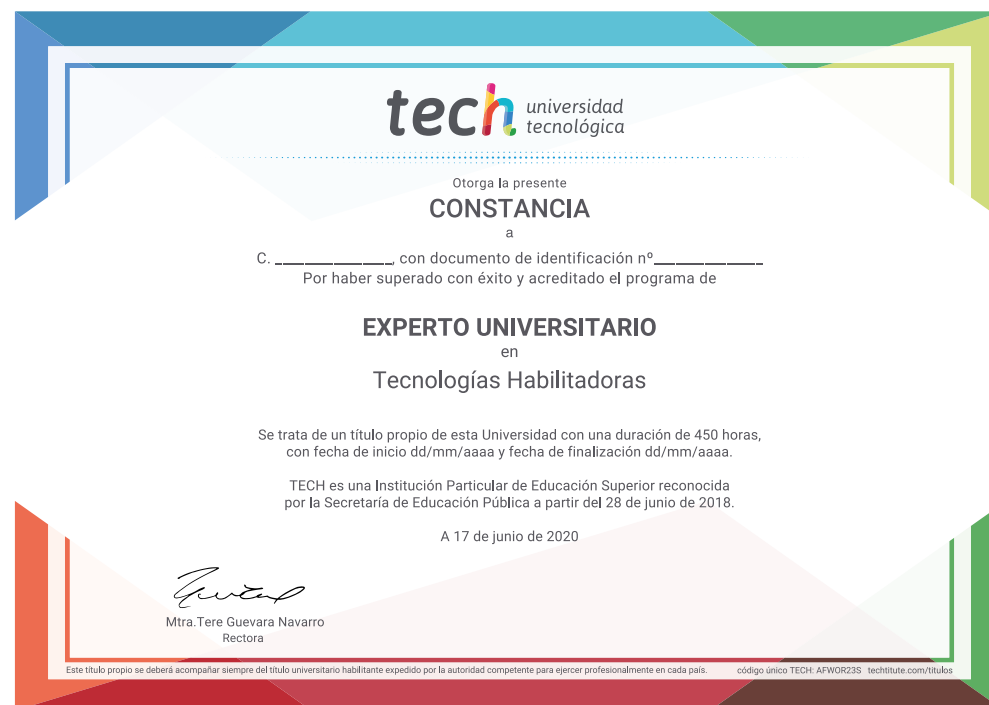 tech universidad
tecnológica
Otorga la presente
CONSTANCIA
a
C. ________________, con documento de identificación nº_______________
Por haber superado con éxito y acreditado el programa de
EXPERTO UNIVERSITARIO
en
Tecnologías Habilitadoras
Se trata de un título propio de esta Universidad con una duración de 450 horas,
con fecha de inicio dd/mm/aaaa y fecha de finalización dd/mm/aaaa.
TECH es una Institución Particular de Educación Superior reconocida
por la Secretaría de Educación Pública a partir del 28 de junio de 2018.
A 17 de junio de 2020
Mtra.Tere Guevara Navarro
Rectora
Este título propio se deberá acompañar siempre del título universitario habilitante expedido por la autoridad competente para ejercer profesionalmente en cada país. código único TECH: AFWOR23S techtitute.com/titulos